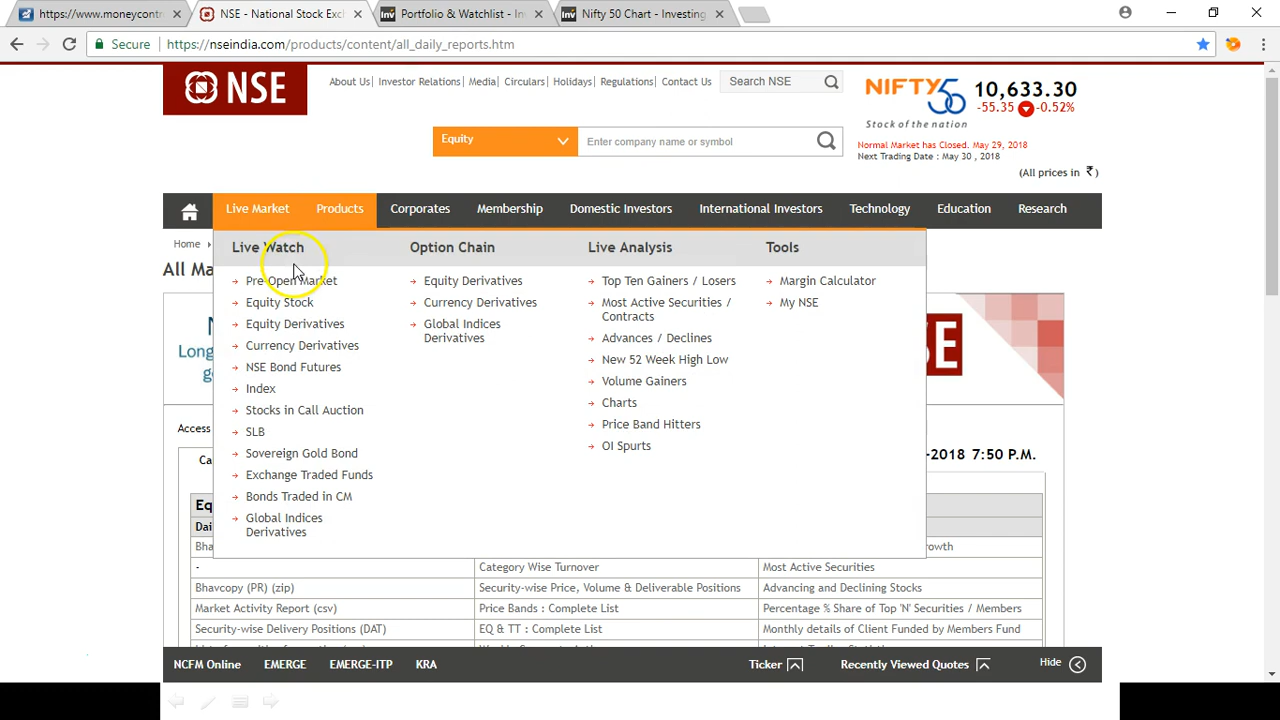 https://www.moneycontr
NSE - National Stock Exc
Portfolio & Watchlist - In
Nifty 50 Chart - Investing
Secure
https://nseindia.com/products/content/all_daily_reports.htm
NSE
About Us| Investor Relations| Media| Circulars| Holidays| Regulations| Contact Us
Search NSE
NIFTY50
Stock of the nation
10,633.30
-55.35 -0.52%
Equity
Enter company name or symbol
Normal Market has Closed. May 29, 2018
Next Trading Date : May 30 , 2018
(All prices in ₹)
Live Market Products Corporates Membership Domestic Investors International Investors Technology Education Research
Home
All Ma
Live Watch
Pre-Open Market
Equity Stock
Equity Derivatives
Currency Derivatives
NSE Bond Futures
Index
Stocks in Call Auction
SLB
Sovereign Gold Bond
Exchange Traded Funds
Bonds Traded in CM
Global Indices
Derivatives
Option Chain
Equity Derivatives
Currency Derivatives
Global Indices
Derivatives
Live Analysis
Top Ten Gainers / Losers
Most Active Securities /
Contracts
Advances / Declines
New 52 Week High Low
Volume Gainers
Charts
Price Band Hitters
OI Spurts
Tools
Margin Calculator
My NSE
N
Long
g
SE
Access
Ca
-2018 7:50 P.M.
Eq
Dai
Bha
rowth
- Category Wise Turnover Most Active Securities
Bhavcopy (PR) (zip) Security-wise Price, Volume & Deliverable Positions Advancing and Declining Stocks
Market Activity Report (csv) Price Bands : Complete List Percentage % Share of Top 'N' Securities / Members
Security-wise Delivery Positions (DAT) EQ & TT : Complete List Monthly details of Client Funded by Members Fund
NCFM Online EMERGE EMERGE-ITP KRA Ticker Recently Viewed Quotes Hide